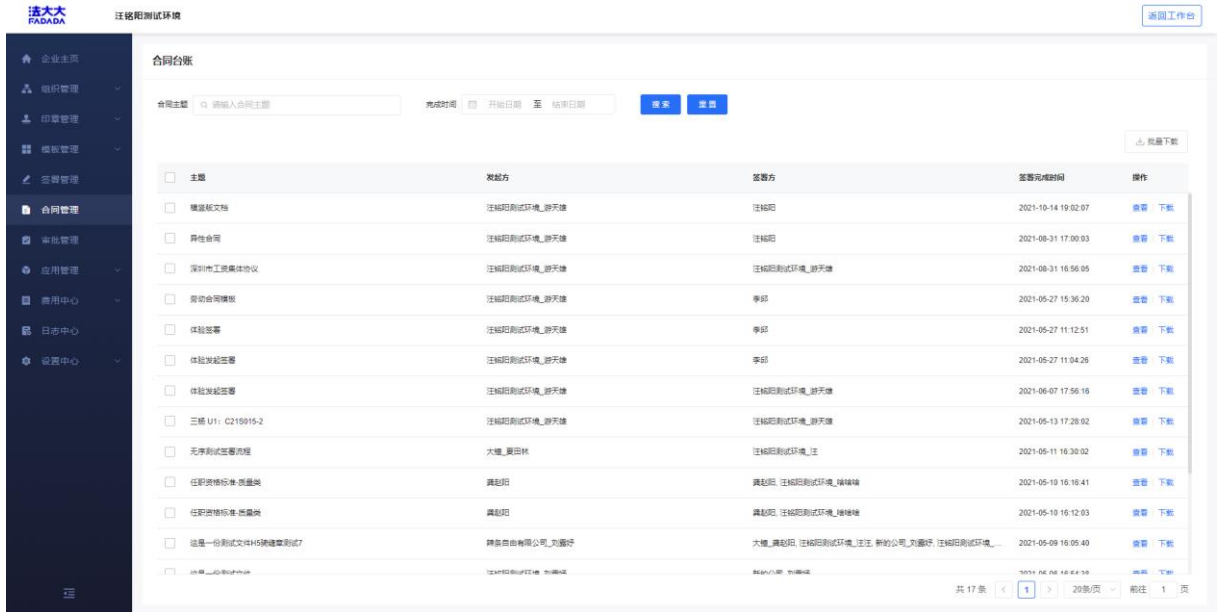 法大大
FADADA
汪铭阳测试环境
返回工作台
企业主页
组织管理
印章管理
模板管理
签署管理
合同管理
审批管理
应用管理
费用中心
日志中心
设置中心
合同台账
合同主题 请输入合同主题 完成时间 开始日期 至 结束日期 搜索 重置
批量下载
主题 发起方 签署方 签署完成时间 操作
横竖版文档 汪铭阳测试环境_游天雄 汪铭阳 2021-10-14 19:02:07 查看 下载
异性合同 汪铭阳测试环境_游天雄 汪铭阳 2021-08-31 17:00:03 查看 下载
深圳市工资集体协议 汪铭阳测试环境_游天雄 汪铭阳测试环境_游天雄 2021-08-31 16:56:05 查看 下载
劳动合同模板 汪铭阳测试环境_游天雄 李邱 2021-05-27 15:36:20 查看 下载
体验签署 汪铭阳测试环境_游天雄 李邱 2021-05-27 11:12:51 查看 下载
体验发起签署 汪铭阳测试环境_游天雄 李邱 2021-05-27 11:04:26 查看 下载
体验发起签署 汪铭阳测试环境_游天雄 汪铭阳测试环境_游天雄 2021-06-07 17:56:16 查看 下载
三杨 U1: C21S015-2 汪铭阳测试环境_游天雄 汪铭阳测试环境_游天雄 2021-05-13 17:28:02 查看 下载
无序测试签署流程 _夏田林 汪铭阳测试环境_汪 2021-05-11 16:30:02 查看 下载
任职资格标准-质量类 龚赵阳 龚赵阳, 汪铭阳测试环境_啥啥啥 2021-05-10 16:16:41 查看 下载
任职资格标准-质量类 龚赵阳 龚赵阳, 汪铭阳测试环境_啥啥啥 2021-05-10 16:12:03 查看 下载
这是一份测试文件H5骑缝章测试7 辣条自由有限公司_刘露妤 _龚赵阳, 汪铭阳测试环境_汪汪, 新的公司_刘露妤, 汪铭阳测试环境_... 2021-05-09 16:05:40 查看 下载
共 17 条 1 20条/页 前往 1 页